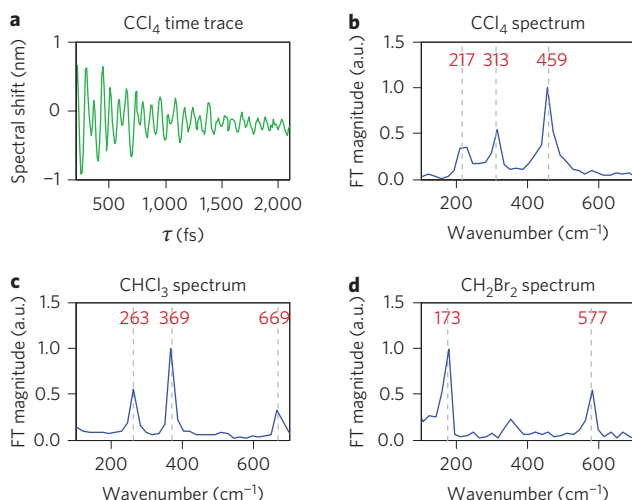 a CCl4 time trace
Spectral shift (nm)
1
0
−1
500 1,000 1,500 2,000
τ (fs)
b CCl4 spectrum
FT magnitude (a.u.)
1.5
1.0
0.5
0.0
217 313 459
200 400 600
Wavenumber (cm−1)
c CHCl3 spectrum
FT magnitude (a.u.)
1.5
1.0
0.5
0.0
263 369 669
200 400 600
Wavenumber (cm−1)
d CH2Br2 spectrum
FT magnitude (a.u.)
1.5
1.0
0.5
0.0
173 577
200 400 600
Wavenumber (cm−1)